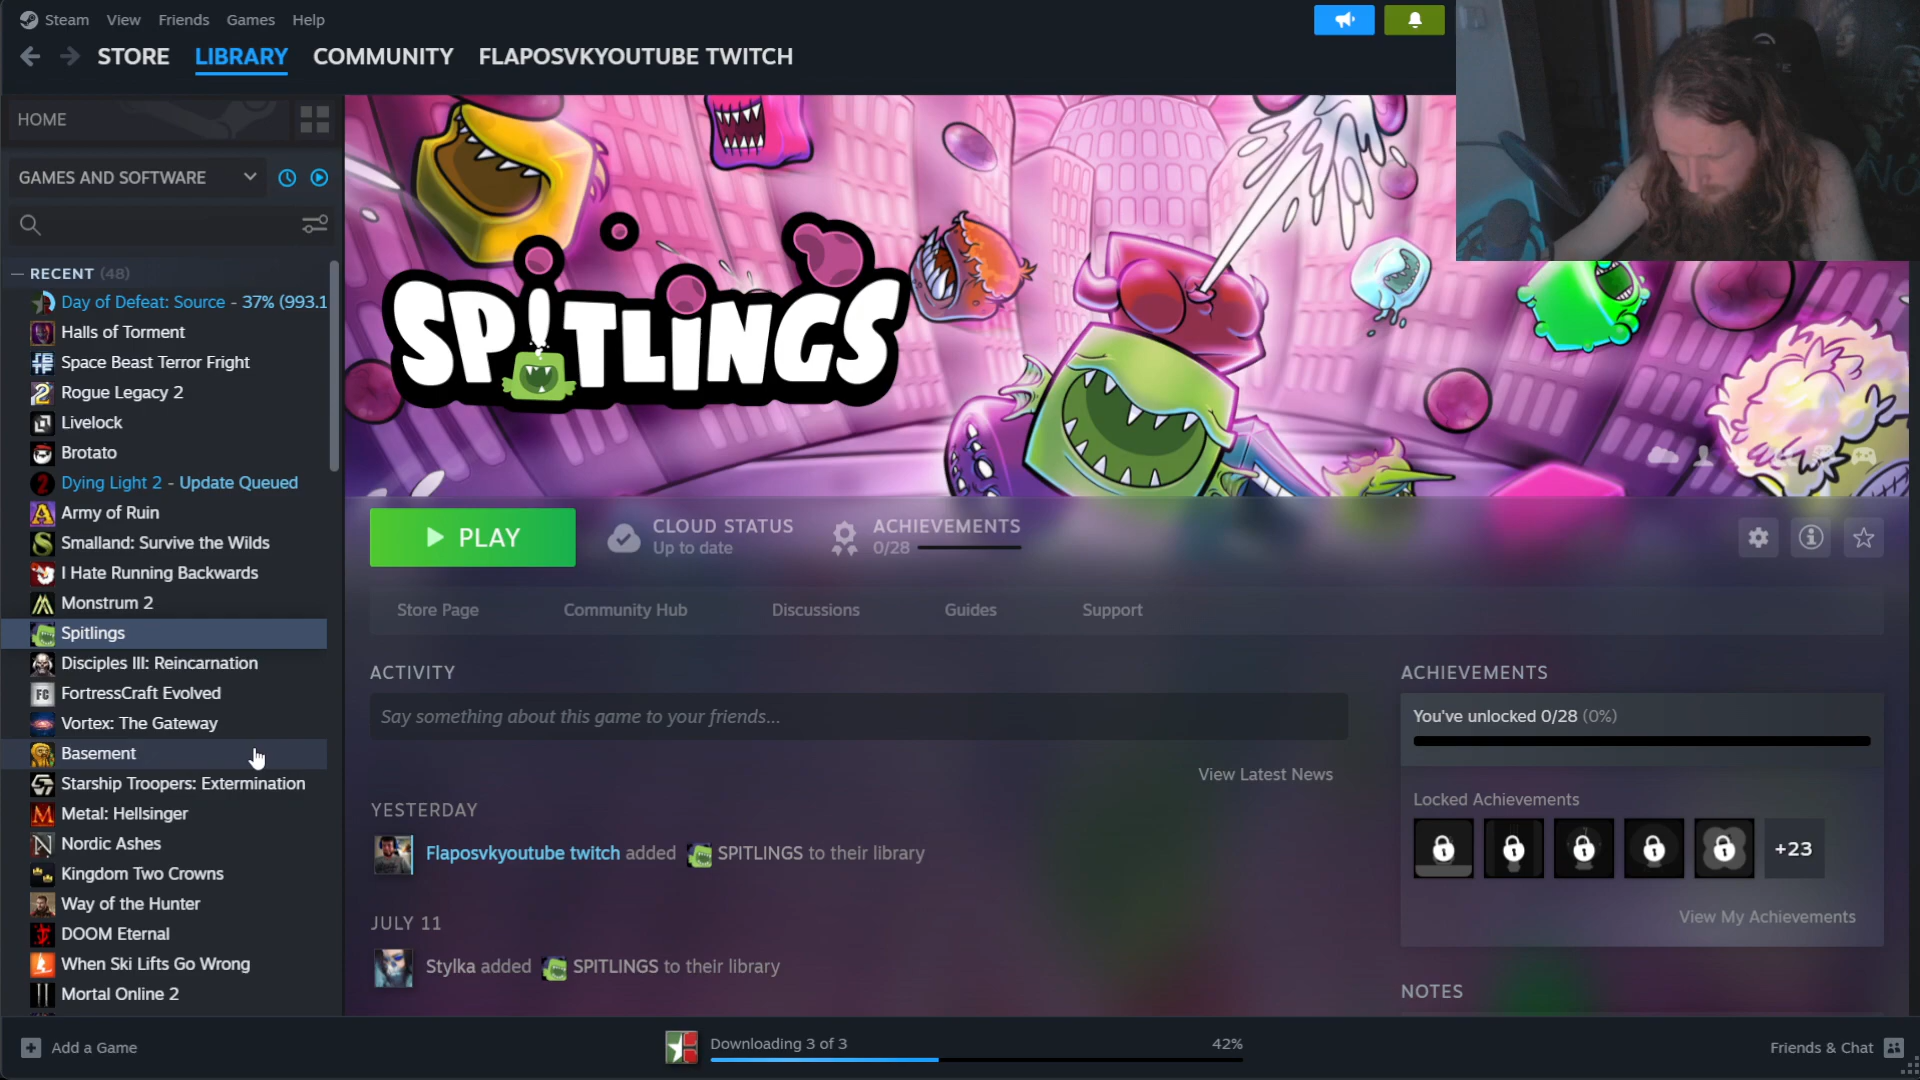 Steam View Friends Games Help
STORE LIBRARY COMMUNITY FLAPOSVKYOUTUBE TWITCH
HOME
GAMES AND SOFTWARE
RECENT (48)
Day of Defeat: Source - 37% (993.1
Halls of Torment
Space Beast Terror Fright
Rogue Legacy 2
Livelock
Brotato
Dying Light 2 - Update Queued
Army of Ruin
Smalland: Survive the Wilds
I Hate Running Backwards
Monstrum 2
Spitlings
Disciples III: Reincarnation
FortressCraft Evolved
Vortex: The Gateway
Basement
Starship Troopers: Extermination
Metal: Hellsinger
Nordic Ashes
Kingdom Two Crowns
Way of the Hunter
DOOM Eternal
When Ski Lifts Go Wrong
Mortal Online 2
SPITLINGS
PLAY
CLOUD STATUS
Up to date
ACHIEVEMENTS
0/28
Store Page Community Hub Discussions Guides Support
ACTIVITY
Say something about this game to your friends...
View Latest News
YESTERDAY
Flaposvkyoutube twitch added SPITLINGS to their library
JULY 11
Stylka added SPITLINGS to their library
ACHIEVEMENTS
You've unlocked 0/28 (0%)
Locked Achievements
+23
View My Achievements
NOTES
Add a Game
Downloading 3 of 3 42%
Friends & Chat